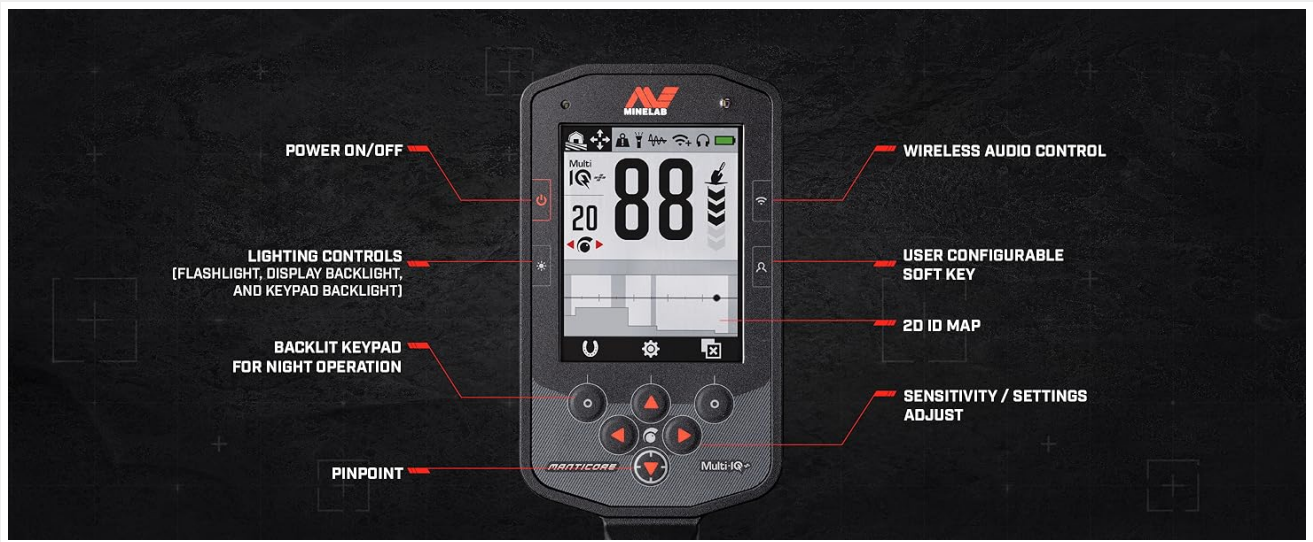 MINELAB
POWER ON/OFF
WIRELESS AUDIO CONTROL
Multi
IQ
88
20
LIGHTING CONTROLS
(FLASHLIGHT, DISPLAY BACKLIGHT,
AND KEYPAD BACKLIGHT)
USER CONFIGURABLE
SOFT KEY
2D ID MAP
BACKLIT KEYPAD
FOR NIGHT OPERATION
SENSITIVITY / SETTINGS
ADJUST
PINPOINT
MANTICORE
Multi-IQ